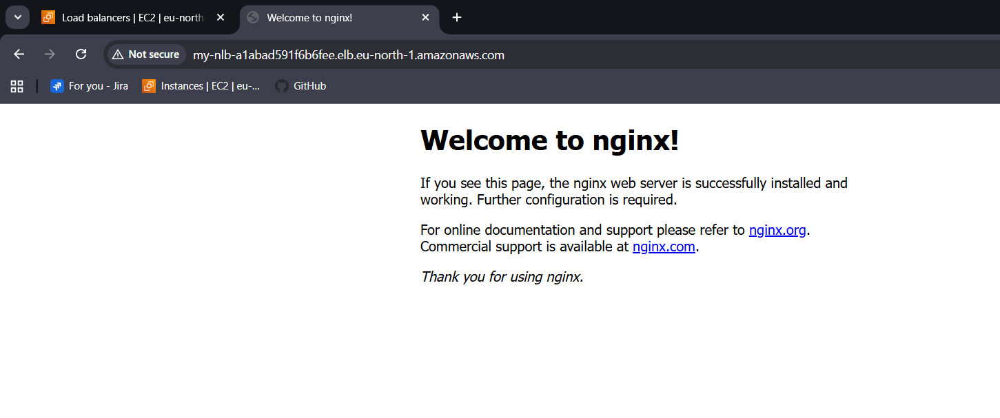 Load balancers | EC2 | eu-north-
Welcome to nginx!
Not secure
my-nlb-a1abad591f6b6fee.elb.eu-north-1.amazonaws.com
For you - Jira
Instances | EC2 | eu-...
GitHub
Welcome to nginx!
If you see this page, the nginx web server is successfully installed and
working. Further configuration is required.
For online documentation and support please refer to nginx.org.
Commercial support is available at nginx.com.
Thank you for using nginx.